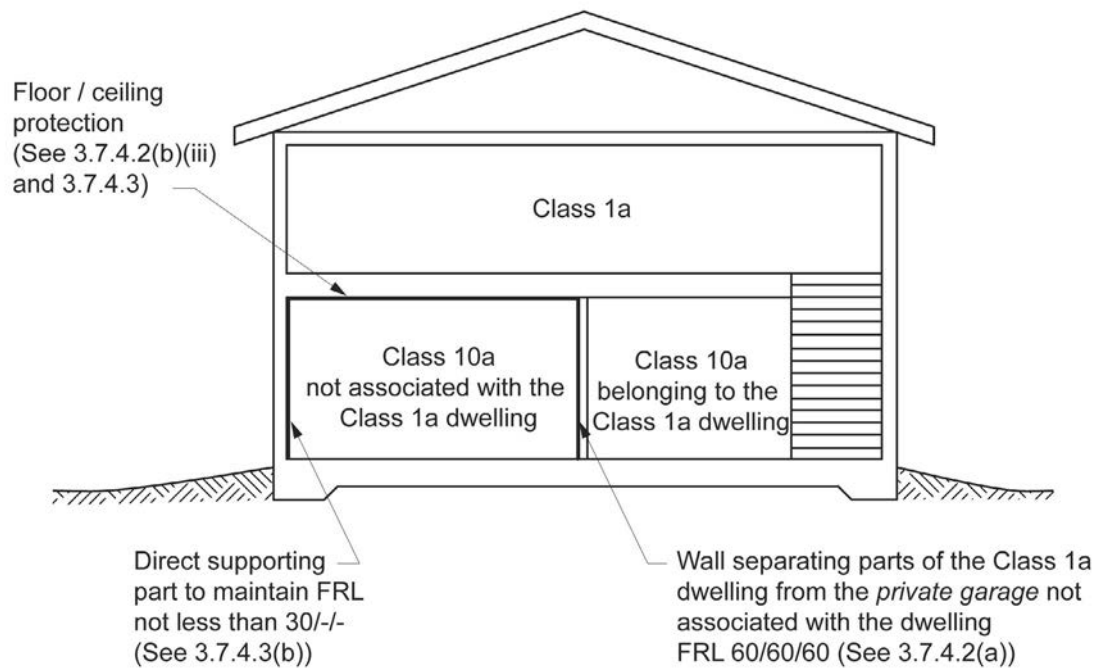 Floor / ceiling
protection
(See 3.7.4.2(b)(iii)
and 3.7.4.3)
Class 1a
Class 10a
not associated with the
Class 1a dwelling
Class 10a
belonging to the
Class 1a dwelling
Direct supporting
part to maintain FRL
not less than 30/-/-
(See 3.7.4.3(b))
Wall separating parts of the Class 1a
dwelling from the private garage not
associated with the dwelling
FRL 60/60/60 (See 3.7.4.2(a))